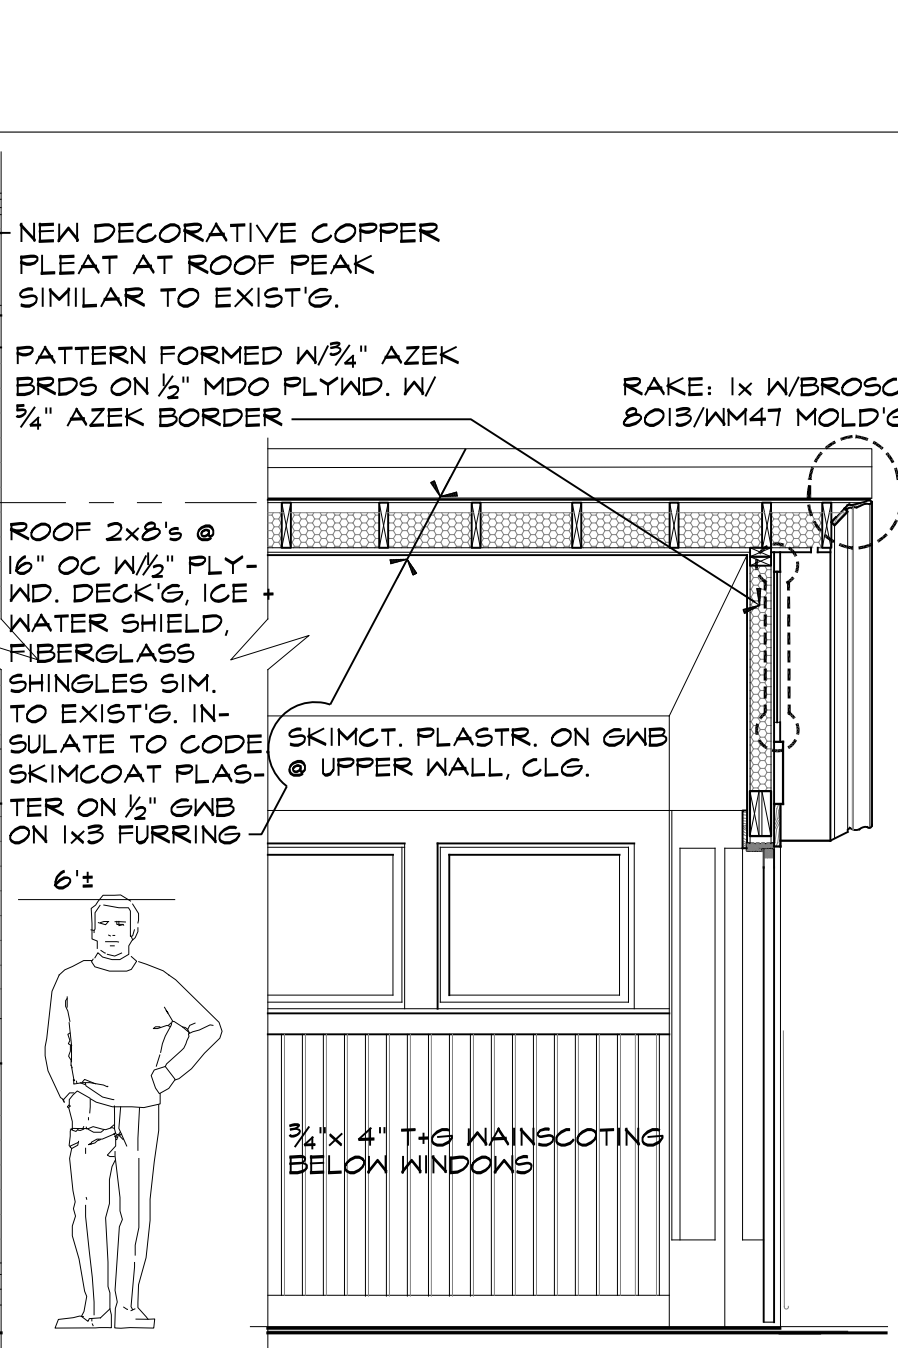 NEW DECORATIVE COPPER
PLEAT AT ROOF PEAK
SIMILAR TO EXIST'G.
PATTERN FORMED W/¾" AZEK
BRDS ON ½" MDO PLYWD. W/
5/4" AZEK BORDER
RAKE: 1x W/BROSC
8013/WM47 MOLD'G
ROOF 2x8's @
16" OC W/½" PLY-
WD. DECK'G, ICE +
WATER SHIELD,
FIBERGLASS
SHINGLES SIM.
TO EXIST'G. IN-
SULATE TO CODE.
SKIMCOAT PLAS-
TER ON ½" GWB
ON 1x3 FURRING
SKIMCT. PLASTR. ON GWB
@ UPPER WALL, CLG.
6'±
¾"x 4" T+G WAINSCOTING
BELOW WINDOWS